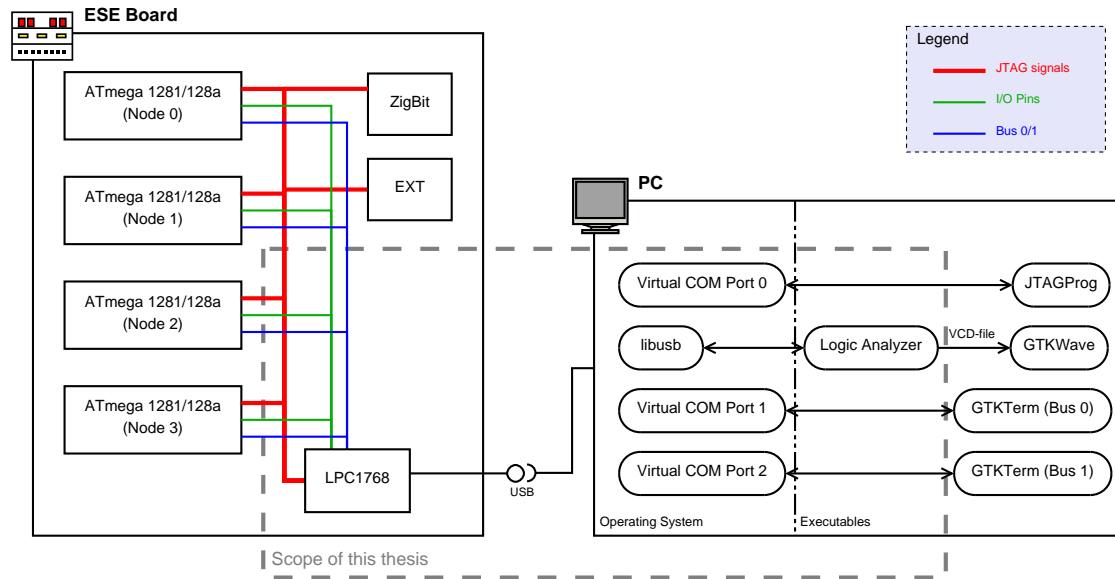 ESE Board
ATmega 1281/128a
(Node 0)
ZigBit
ATmega 1281/128a
(Node 1)
EXT
ATmega 1281/128a
(Node 2)
ATmega 1281/128a
(Node 3)
LPC1768
USB
Legend
JTAG signals
I/O Pins
Bus 0/1
PC
Virtual COM Port 0
JTAGProg
libusb
Logic Analyzer
VCD-file
GTKWave
Virtual COM Port 1
GTKTerm (Bus 0)
Virtual COM Port 2
GTKTerm (Bus 1)
Operating System
Executables
Scope of this thesis